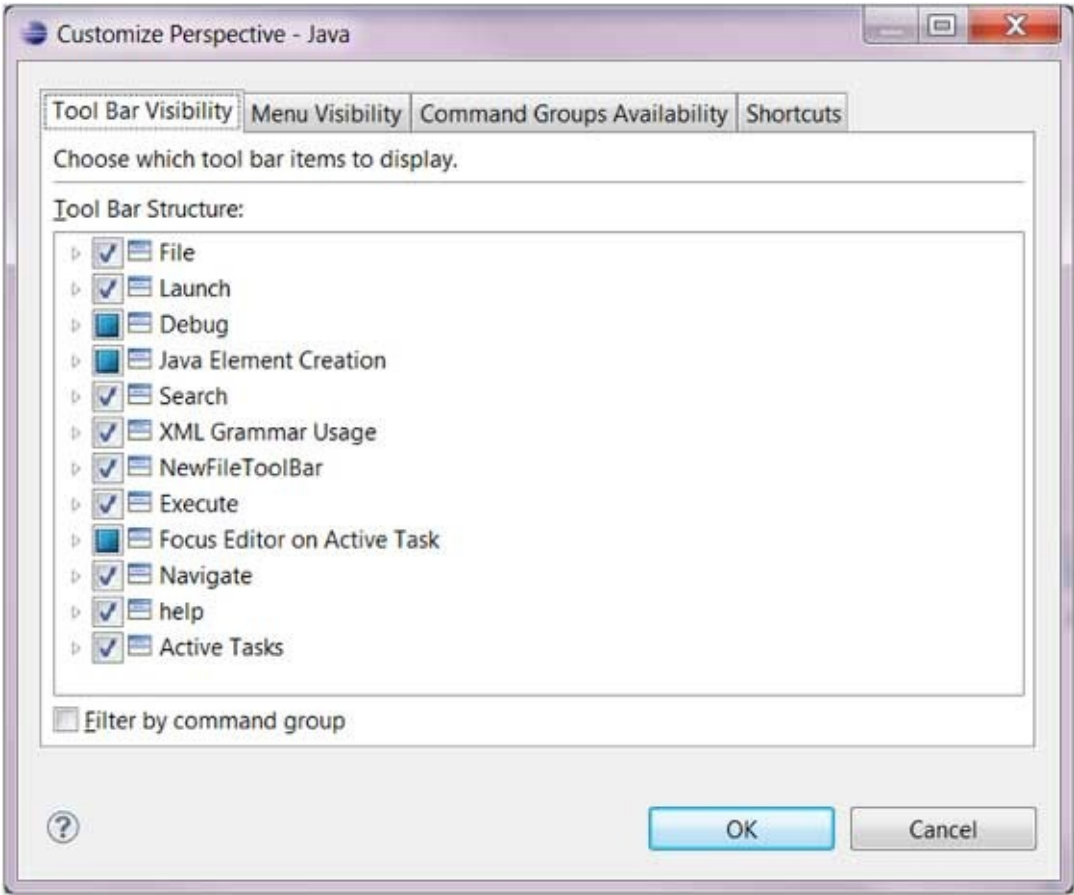 Customize Perspective - Java
Tool Bar Visibility Menu Visibility Command Groups Availability Shortcuts
Choose which tool bar items to display.
Tool Bar Structure:
File
Launch
Debug
Java Element Creation
Search
XML Grammar Usage
NewFileToolBar
Execute
Focus Editor on Active Task
Navigate
help
Active Tasks
Filter by command group
? OK Cancel